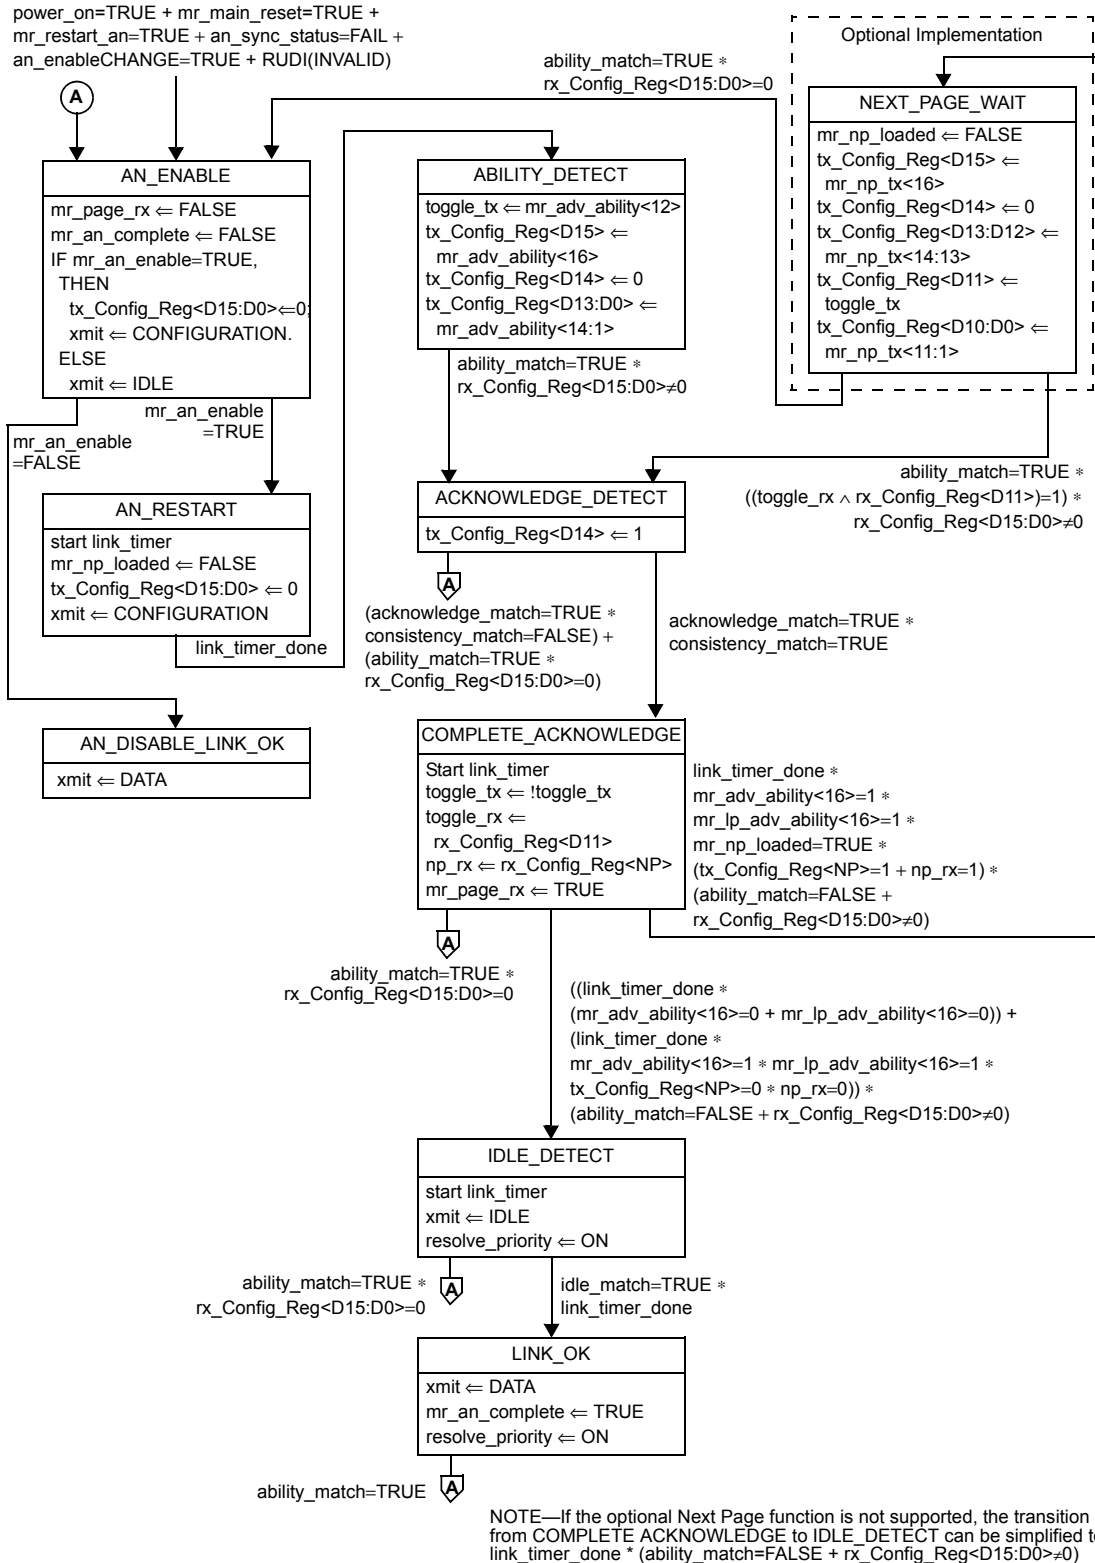 power_on=TRUE + mr_main_reset=TRUE +
mr_restart_an=TRUE + an_sync_status=FAIL +
an_enableCHANGE=TRUE + RUDI(INVALID)
A
ability_match=TRUE *
rx_Config_Reg<D15:D0>=0
Optional Implementation
NEXT_PAGE_WAIT
mr_np_loaded ⇐ FALSE
tx_Config_Reg<D15> ⇐
mr_np_tx<16>
tx_Config_Reg<D14> ⇐ 0
tx_Config_Reg<D13:D12> ⇐
mr_np_tx<14:13>
tx_Config_Reg<D11> ⇐
toggle_tx
tx_Config_Reg<D10:D0> ⇐
mr_np_tx<11:1>
AN_ENABLE
mr_page_rx ⇐ FALSE
mr_an_complete ⇐ FALSE
IF mr_an_enable=TRUE,
THEN
tx_Config_Reg<D15:D0>⇐0;
xmit ⇐ CONFIGURATION.
ELSE
xmit ⇐ IDLE
ABILITY_DETECT
toggle_tx ⇐ mr_adv_ability<12>
tx_Config_Reg<D15> ⇐
mr_adv_ability<16>
tx_Config_Reg<D14> ⇐ 0
tx_Config_Reg<D13:D0> ⇐
mr_adv_ability<14:1>
ability_match=TRUE *
rx_Config_Reg<D15:D0>≠0
mr_an_enable
=TRUE
mr_an_enable
=FALSE
ability_match=TRUE *
((toggle_rx ∧ rx_Config_Reg<D11>)=1) *
rx_Config_Reg<D15:D0>≠0
AN_RESTART
start link_timer
mr_np_loaded ⇐ FALSE
tx_Config_Reg<D15:D0> ⇐ 0
xmit ⇐ CONFIGURATION
link_timer_done
ACKNOWLEDGE_DETECT
tx_Config_Reg<D14> ⇐ 1
A
(acknowledge_match=TRUE *
consistency_match=FALSE) +
(ability_match=TRUE *
rx_Config_Reg<D15:D0>=0)
acknowledge_match=TRUE *
consistency_match=TRUE
AN_DISABLE_LINK_OK
xmit ⇐ DATA
COMPLETE_ACKNOWLEDGE
Start link_timer
toggle_tx ⇐ !toggle_tx
toggle_rx ⇐
rx_Config_Reg<D11>
np_rx ⇐ rx_Config_Reg<NP>
mr_page_rx ⇐ TRUE
link_timer_done *
mr_adv_ability<16>=1 *
mr_lp_adv_ability<16>=1 *
mr_np_loaded=TRUE *
(tx_Config_Reg<NP>=1 + np_rx=1) *
(ability_match=FALSE +
rx_Config_Reg<D15:D0>≠0)
A
ability_match=TRUE *
rx_Config_Reg<D15:D0>=0
((link_timer_done *
(mr_adv_ability<16>=0 + mr_lp_adv_ability<16>=0)) +
(link_timer_done *
mr_adv_ability<16>=1 * mr_lp_adv_ability<16>=1 *
tx_Config_Reg<NP>=0 * np_rx=0)) *
(ability_match=FALSE + rx_Config_Reg<D15:D0>≠0)
IDLE_DETECT
start link_timer
xmit ⇐ IDLE
resolve_priority ⇐ ON
ability_match=TRUE *
rx_Config_Reg<D15:D0>=0
A
idle_match=TRUE *
link_timer_done
LINK_OK
xmit ⇐ DATA
mr_an_complete ⇐ TRUE
resolve_priority ⇐ ON
ability_match=TRUE
A
NOTE—If the optional Next Page function is not supported, the transition
from COMPLETE ACKNOWLEDGE to IDLE_DETECT can be simplified to
link_timer_done * (ability_match=FALSE + rx_Config_Reg<D15:D0>≠0)